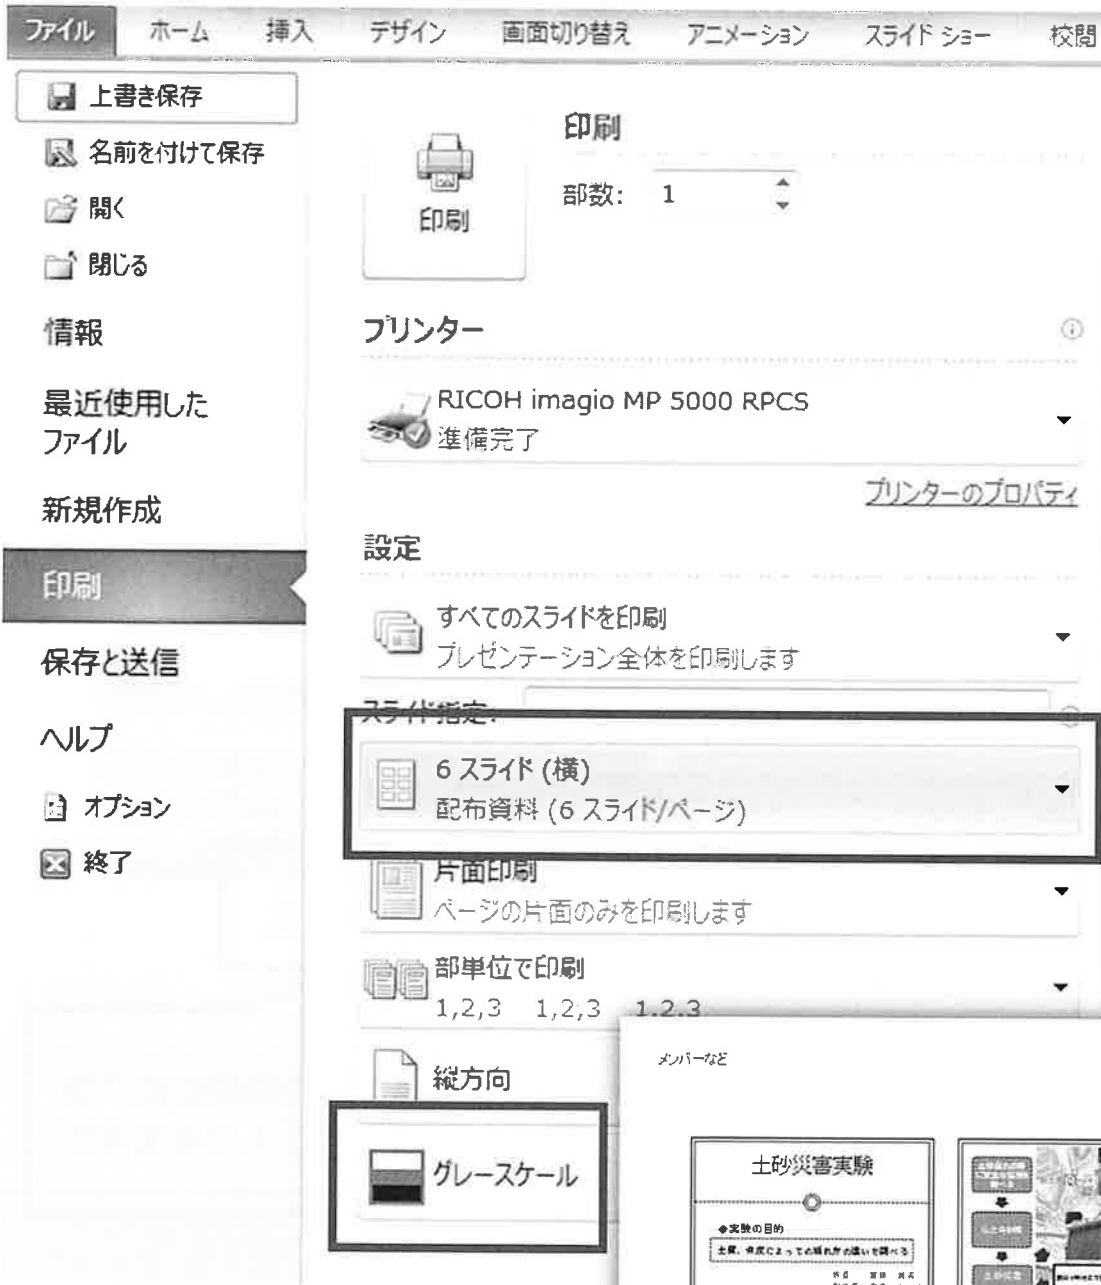 ファイル ホーム 挿入 デザイン 画面切り替え アニメーション スライド ショー 校閲
上書き保存
名前を付けて保存
開く
閉じる
情報
最近使用した
ファイル
新規作成
印刷
保存と送信
ヘルプ
オプション
終了
印刷
印刷
部数: 1
プリンター
RICOH imagio MP 5000 RPCS
準備完了
プリンターのプロパティ
設定
すべてのスライドを印刷
プレゼンテーション全体を印刷します
スライド指定:
6 スライド (横)
配布資料 (6 スライド/ページ)
片面印刷
ページの片面のみを印刷します
部単位で印刷
1,2,3 1,2,3 1,2,3
縦方向
グレースケール
メンバーなど
土砂災害実験
◆実験の目的